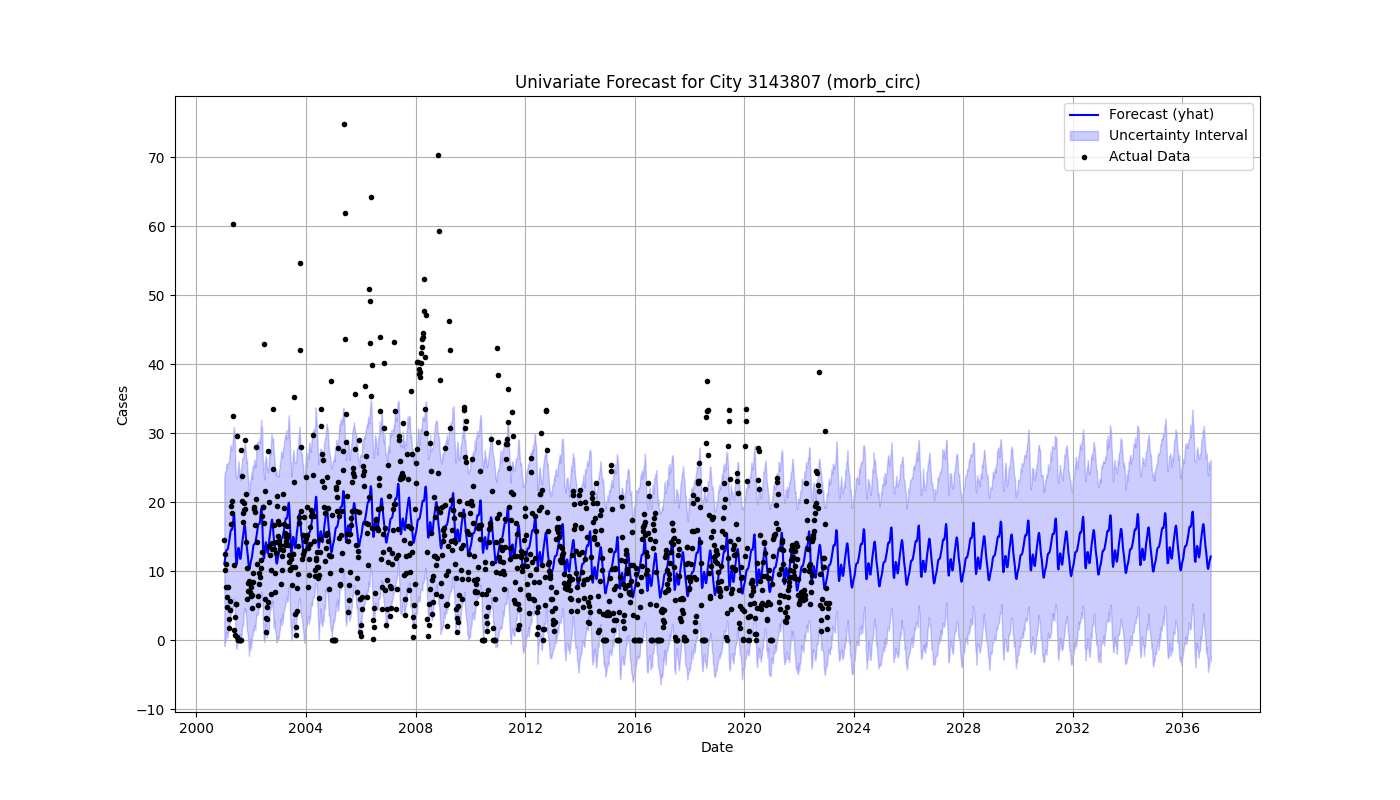 Univariate Forecast for City 3143807 (morb_circ)
Forecast (yhat)
Uncertainty Interval
Actual Data
Cases
70
60
50
40
30
20
10
0
−10
2000 2004 2008 2012 2016 2020 2024 2028 2032 2036
Date